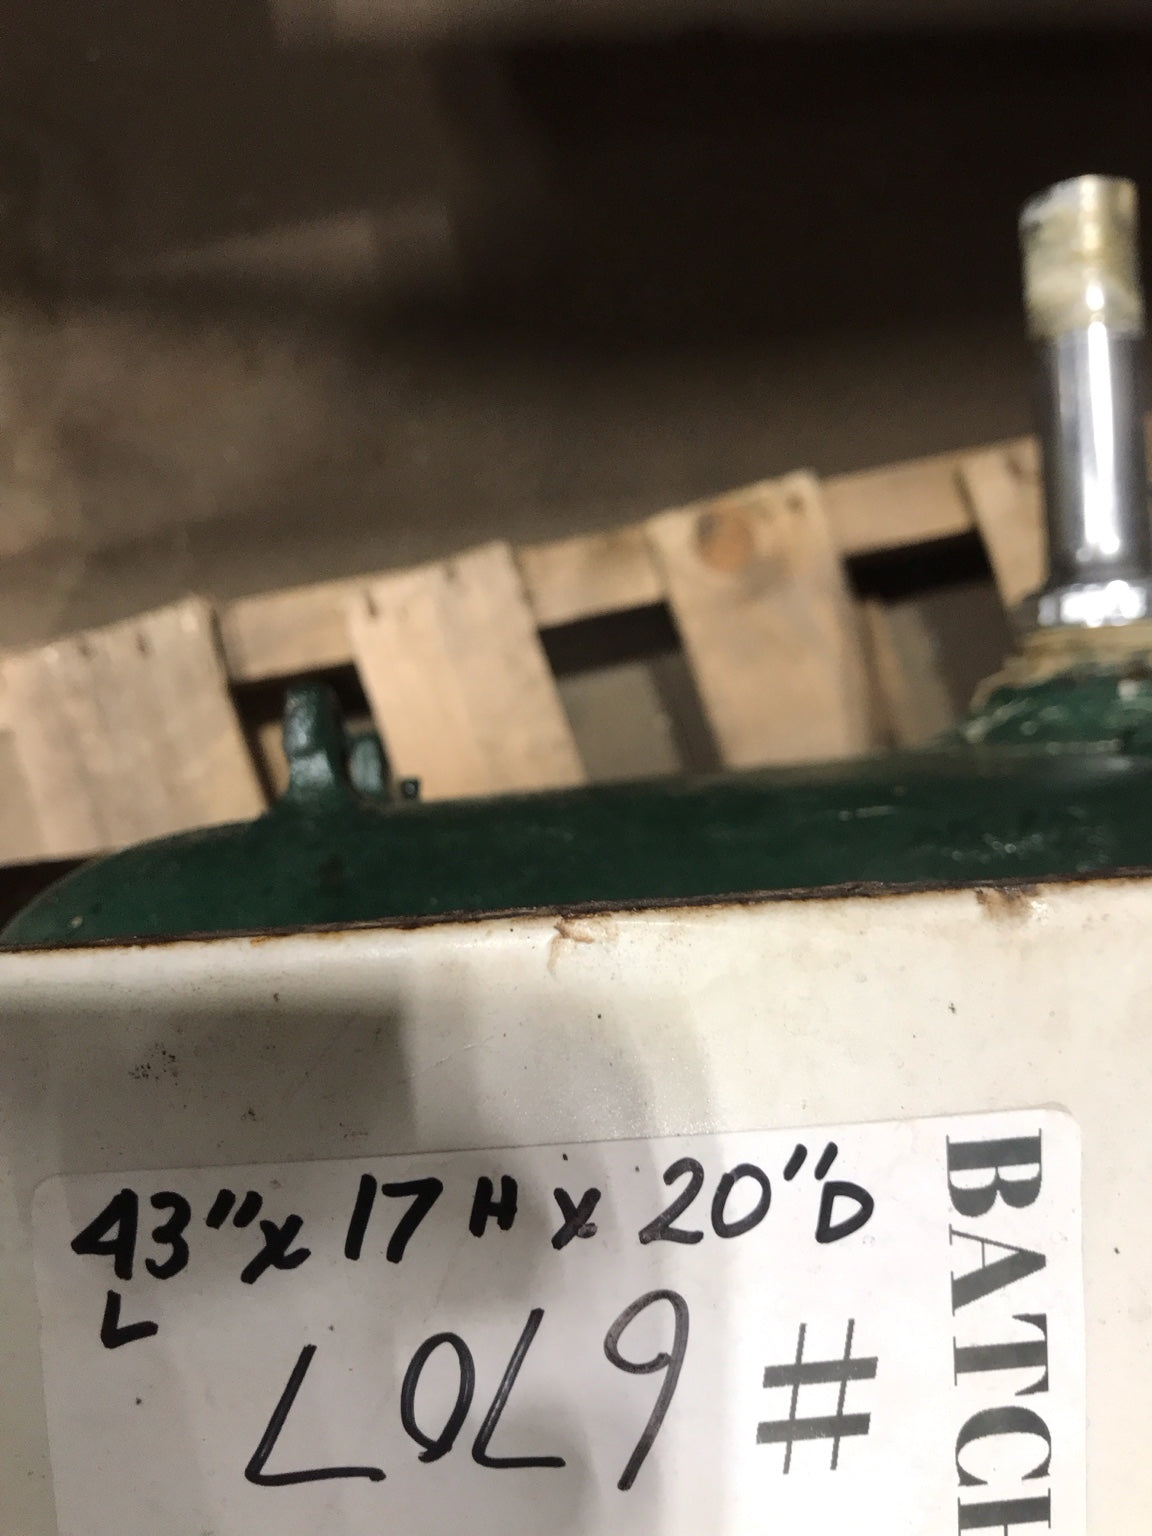 43"x 17 H x 20"D
L
6707
BATCH
#